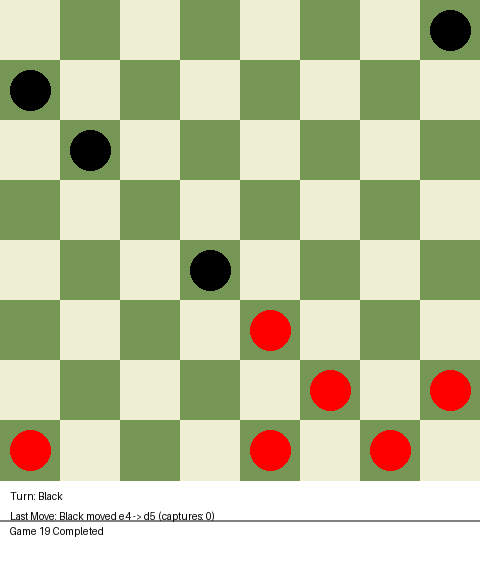 Turn: Black
Last Move: Black moved e4 -> d5 (captures: 0)
Game 19 Completed